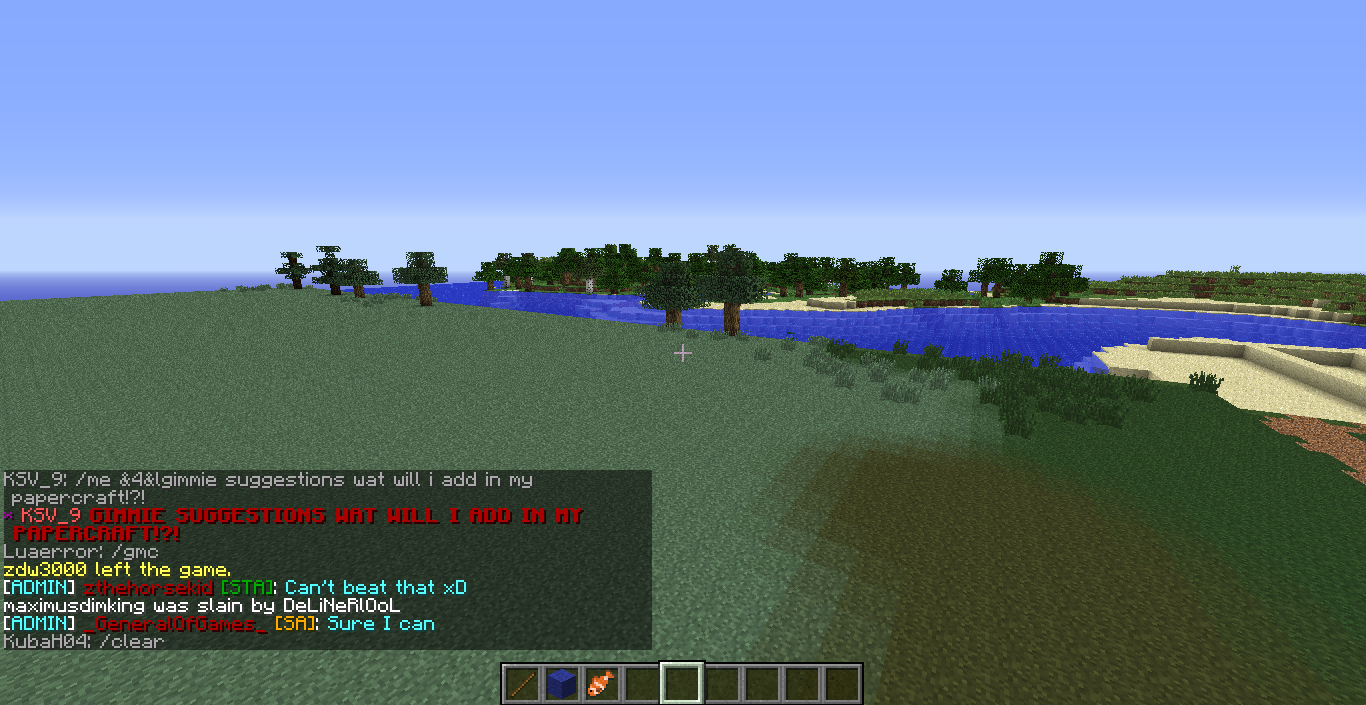 KSV_9: /me &4&lgimmie suggestions wat will i add in my
papercraft!?!
* KSV_9 GIMMIE SUGGESTIONS WAT WILL I ADD IN MY
PAPERCRAFT!?!
Luaerror: /gmc
zdw3000 left the game.
[ADMIN] zthehorsekid [STA]: Can't beat that xD
maximusdimking was slain by DeLiNeRlOoL
[ADMIN] _GeneralOfGames_ [SA]: Sure I can
KubaH04: /clear